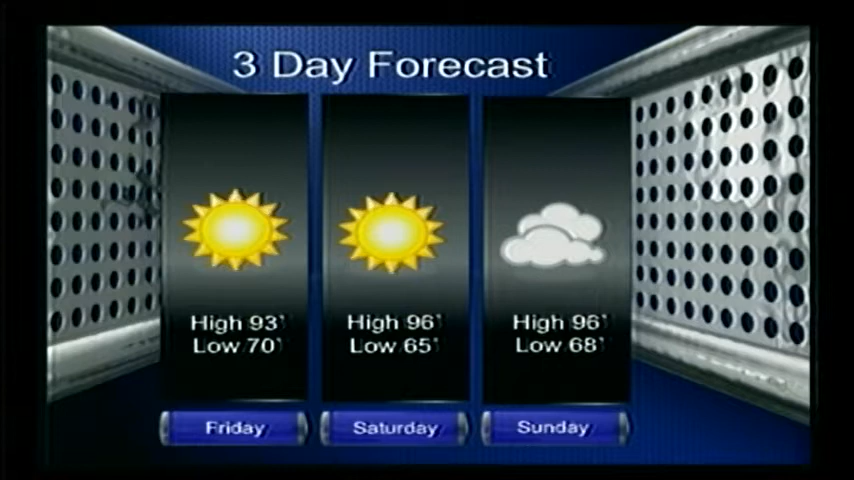 3 Day Forecast
High 93°
Low 70°
High 96°
Low 65°
High 96°
Low 68°
Friday
Saturday
Sunday